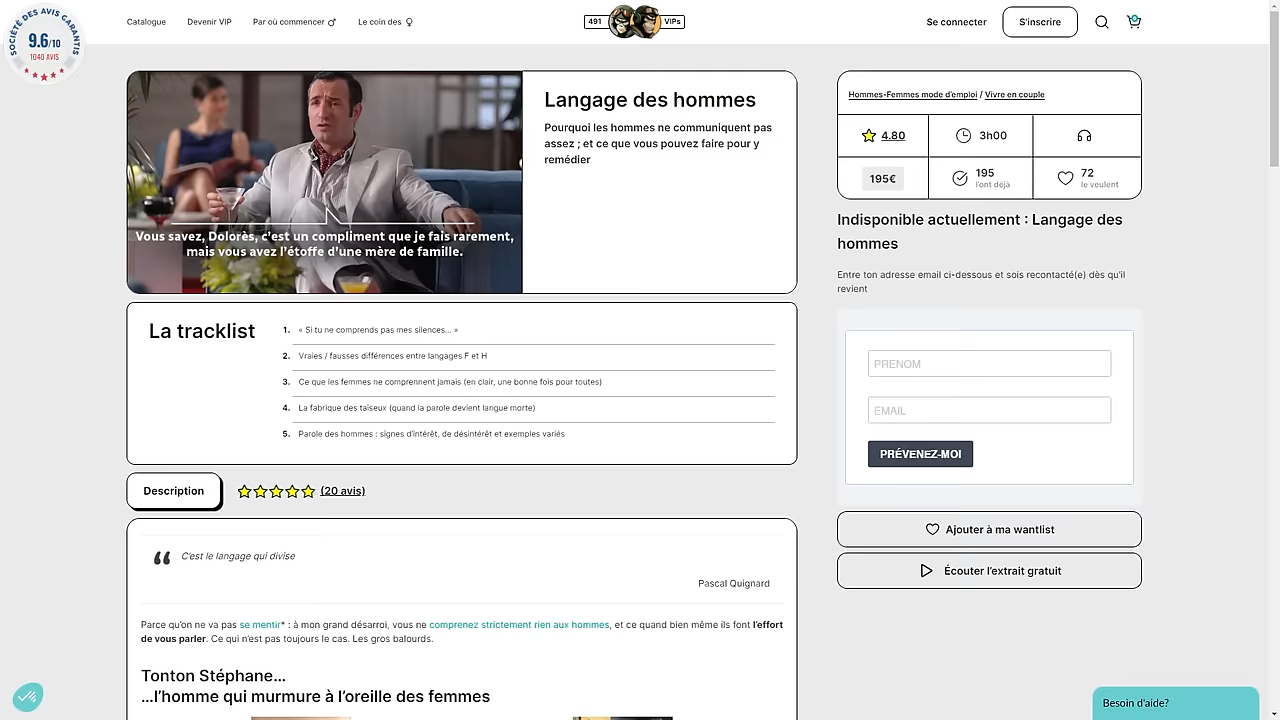 SOCIÉTÉ DES AVIS GARANTIS
9.6/10
1040 AVIS
Catalogue
Devenir VIP
Par où commencer ♂
Le coin des ♀
491
VIPs
Se connecter
S'inscrire
0
Vous savez, Dolorès, c'est un compliment que je fais rarement,
mais vous avez l'étoffe d'une mère de famille.
Langage des hommes
Pourquoi les hommes ne communiquent pas
assez ; et ce que vous pouvez faire pour y
remédier
La tracklist
1. « Si tu ne comprends pas mes silences... »
2. Vraies / fausses différences entre langages F et H
3. Ce que les femmes ne comprennent jamais (en clair, une bonne fois pour toutes)
4. La fabrique des taiseux (quand la parole devient langue morte)
5. Parole des hommes : signes d'intérêt, de désintérêt et exemples variés
Description
(20 avis)
C'est le langage qui divise
Pascal Quignard
Parce qu'on ne va pas se mentir* : à mon grand désarroi, vous ne comprenez strictement rien aux hommes, et ce quand bien même ils font l'effort
de vous parler. Ce qui n'est pas toujours le cas. Les gros balourds.
Tonton Stéphane...
...l'homme qui murmure à l'oreille des femmes
Hommes-Femmes mode d'emploi / Vivre en couple
4.80
3h00
195€
195
l'ont déjà
72
le veulent
Indisponible actuellement : Langage des
hommes
Entre ton adresse email ci-dessous et sois recontacté(e) dès qu'il
revient
PRENOM
EMAIL
PRÉVENEZ-MOI
Ajouter à ma wantlist
Écouter l'extrait gratuit
Besoin d'aide?